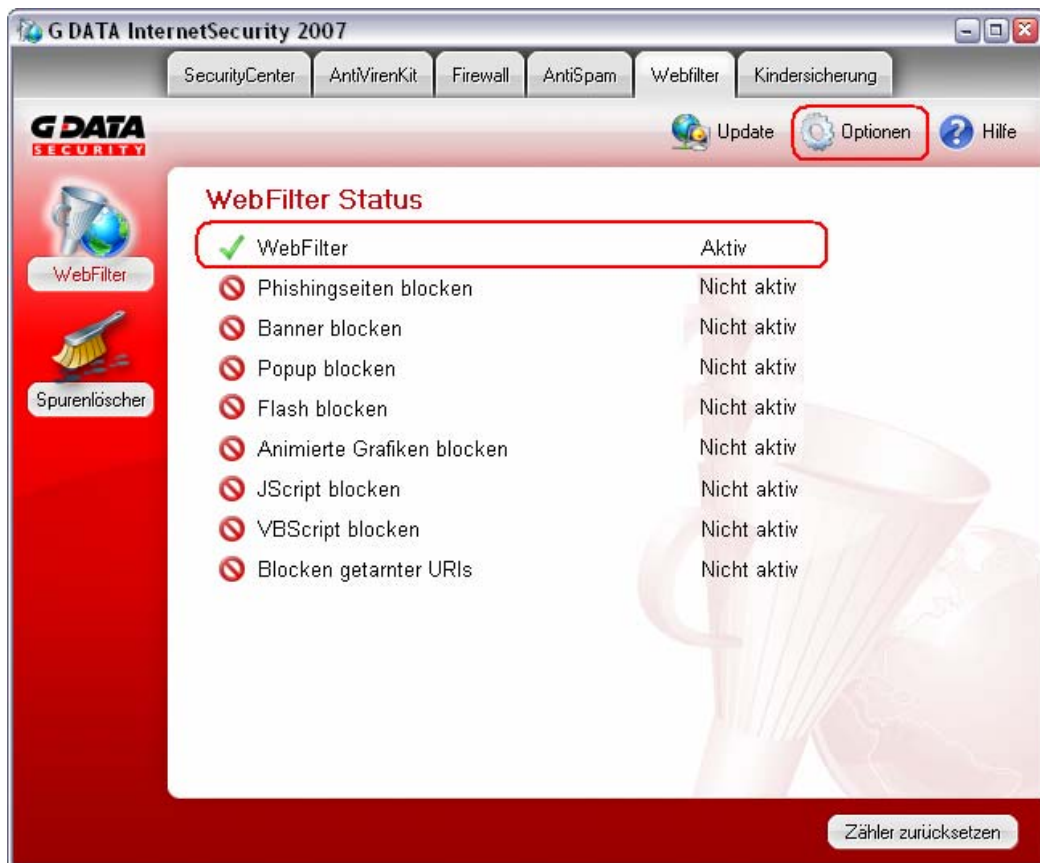 G DATA InternetSecurity 2007
SecurityCenter AntiVirenKit Firewall AntiSpam Webfilter Kindersicherung
G DATA
SECURITY
Update Optionen Hilfe
WebFilter
Spurenlöscher
WebFilter Status
WebFilter Aktiv
Phishingseiten blocken Nicht aktiv
Banner blocken Nicht aktiv
Popup blocken Nicht aktiv
Flash blocken Nicht aktiv
Animierte Grafiken blocken Nicht aktiv
JScript blocken Nicht aktiv
VBScript blocken Nicht aktiv
Blocken getarnter URIs Nicht aktiv
Zähler zurücksetzen